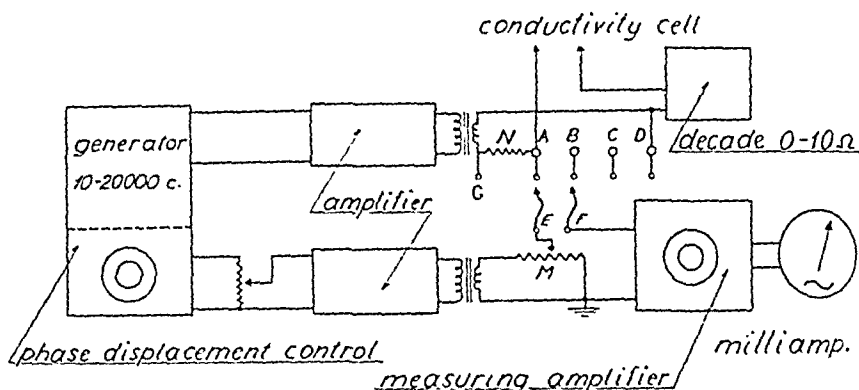 conductivity cell
generator
10-20000 c.
amplifier
N
A
B
C
D
G
decade 0-10Ω
E
F
M
phase displacement control
measuring amplifier
milliamp.